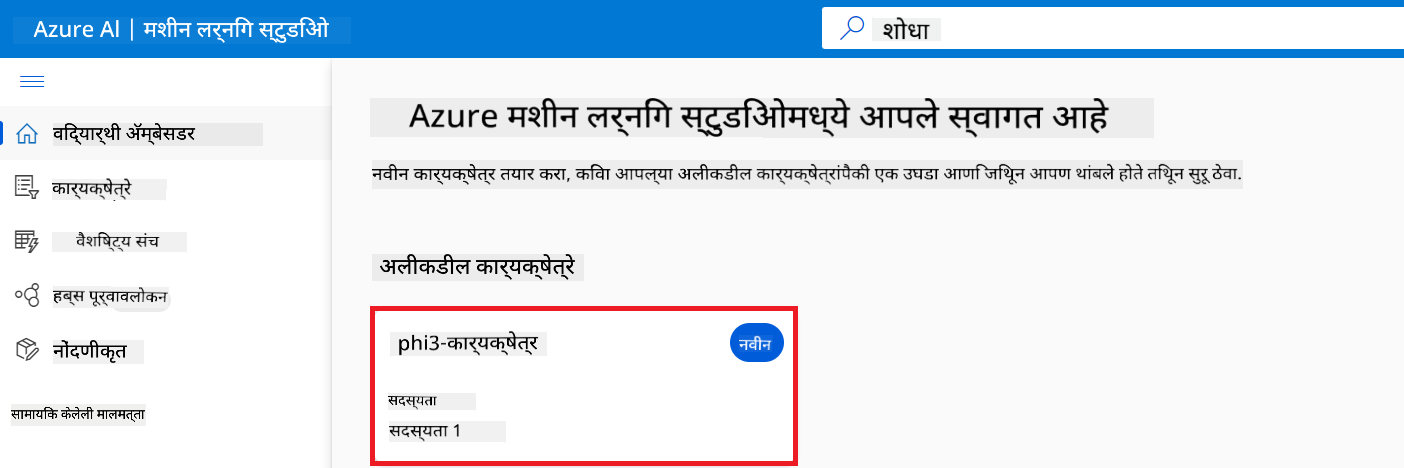 Azure AI | मशीन लर्निंग स्टुडिओ
शोधा
विद्यार्थी ॲम्बेसडर
कार्यक्षेत्रे
वैशिष्ट्य संच
हब्स पूर्वावलोकन
नोंदणीकृत
सामायिक केलेली मालमत्ता
Azure मशीन लर्निंग स्टुडिओमध्ये आपले स्वागत आहे
नवीन कार्यक्षेत्र तयार करा, किंवा आपल्या अलीकडील कार्यक्षेत्रांपैकी एक उघडा आणि जिथून आपण थांबले होते तिथून सुरू ठेवा.
अलीकडील कार्यक्षेत्रे
phi3-कार्यक्षेत्र
नवीन
सदस्यता
सदस्यता 1